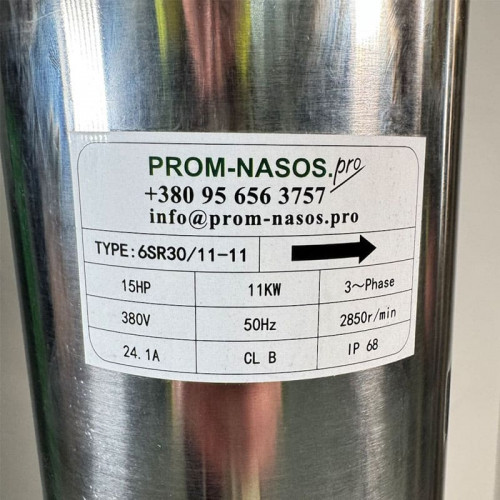 PROM-NASOS.pro
+380 95 656 3757
info@prom-nasos.pro
TYPE:6SR30/11-11
15HP 11KW 3~Phase
380V 50Hz 2850r/min
24.1A CL B IP 68